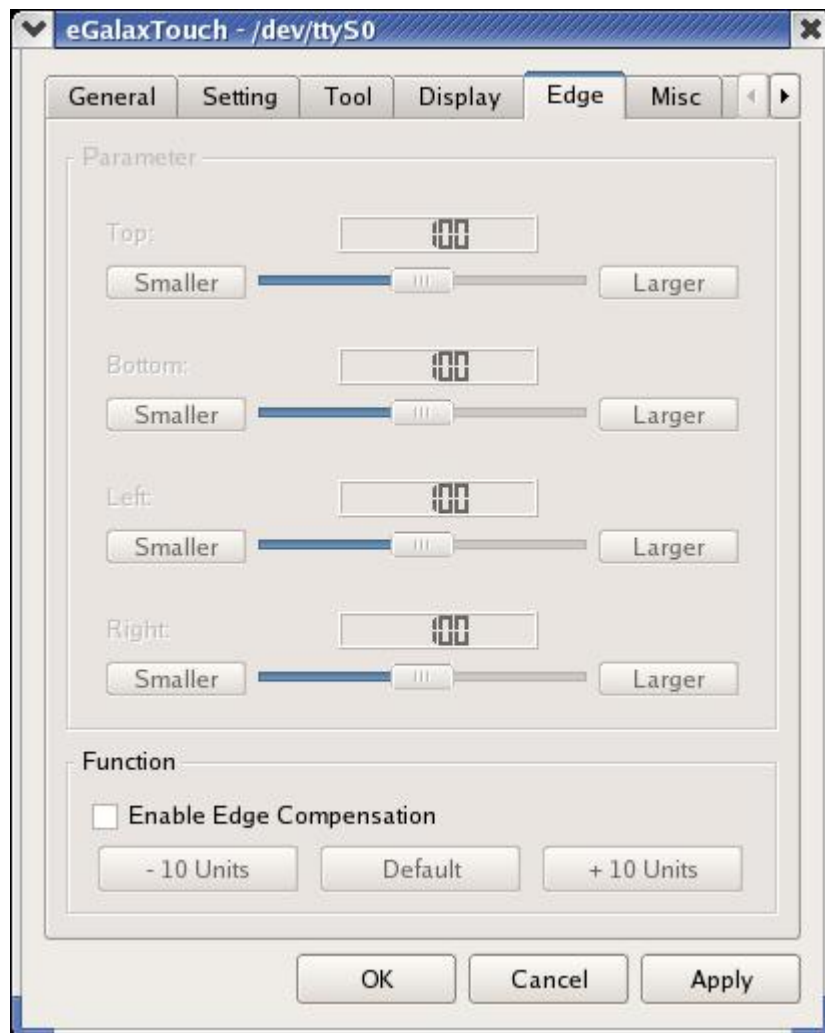 eGalaxTouch - /dev/ttyS0
General Setting Tool Display Edge Misc
Parameter
Top: 100
Smaller Larger
Bottom: 100
Smaller Larger
Left: 100
Smaller Larger
Right: 100
Smaller Larger
Function
Enable Edge Compensation
- 10 Units Default + 10 Units
OK Cancel Apply